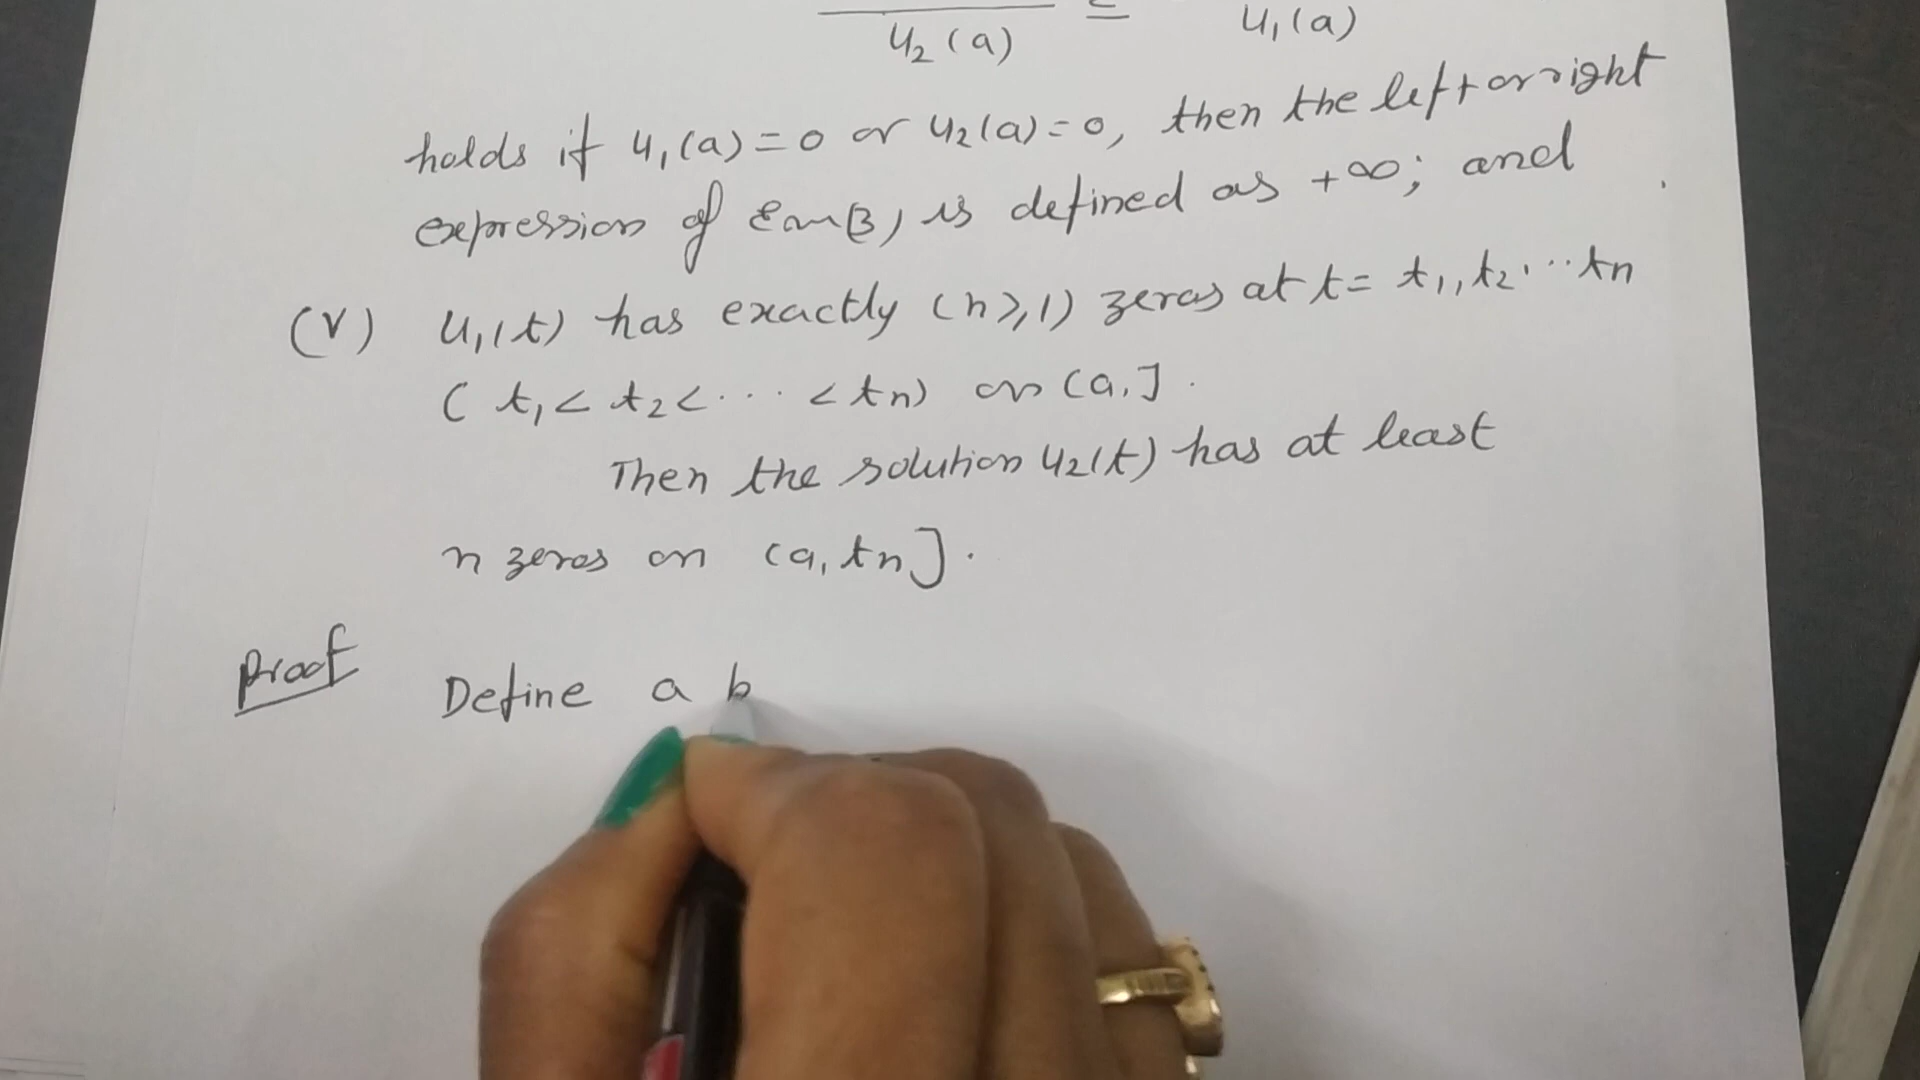 u₂(a) = u₁(a)
holds if u₁(a)=0 or u₂(a)=0, then the left or right
expression of Eqn(3) is defined as +∞; and
(V) u₁(t) has exactly (n≥1) zeros at t= t₁, t₂, ... tn
( t₁< t₂< ... < tn) on (a,].
Then the solution u₂(t) has at least
n zeros on (a, tn].
Proof Define a b